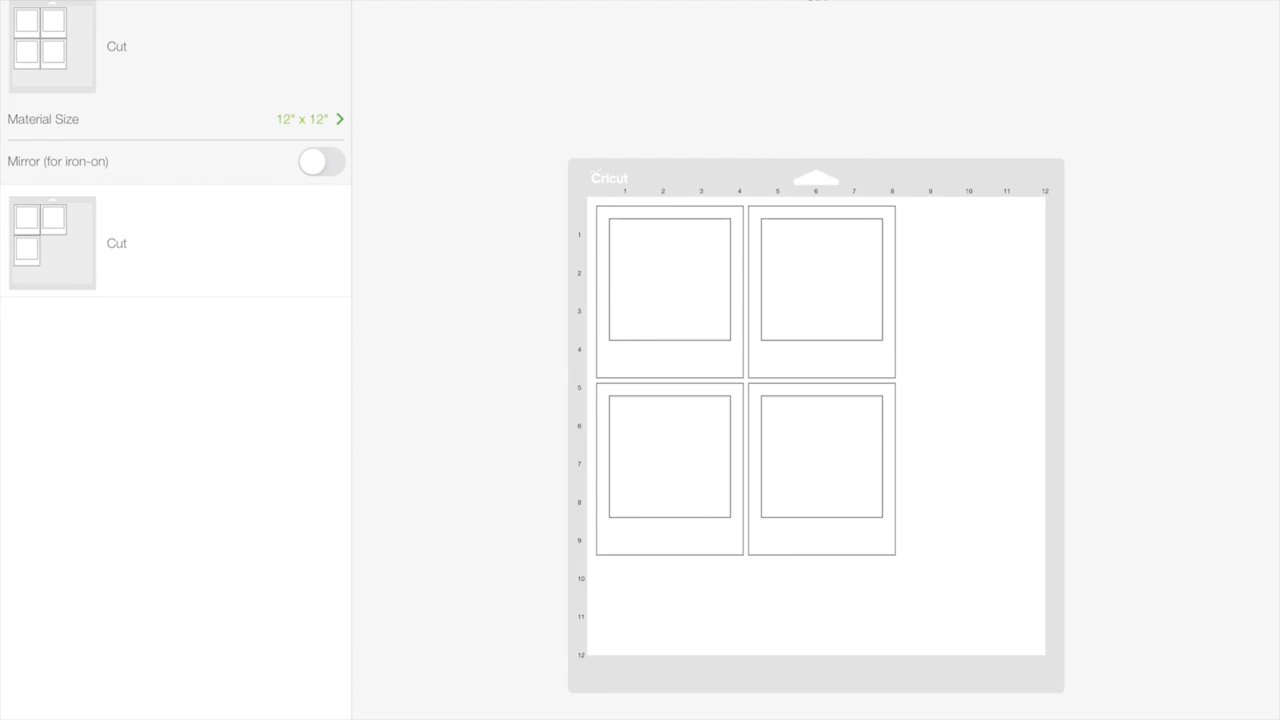 Cut
Material Size 12" x 12"
Mirror (for iron-on)
Cut
Cricut
1 2 3 4 5 6 7 8 9 10 11 12
1
2
3
4
5
6
7
8
9
10
11
12